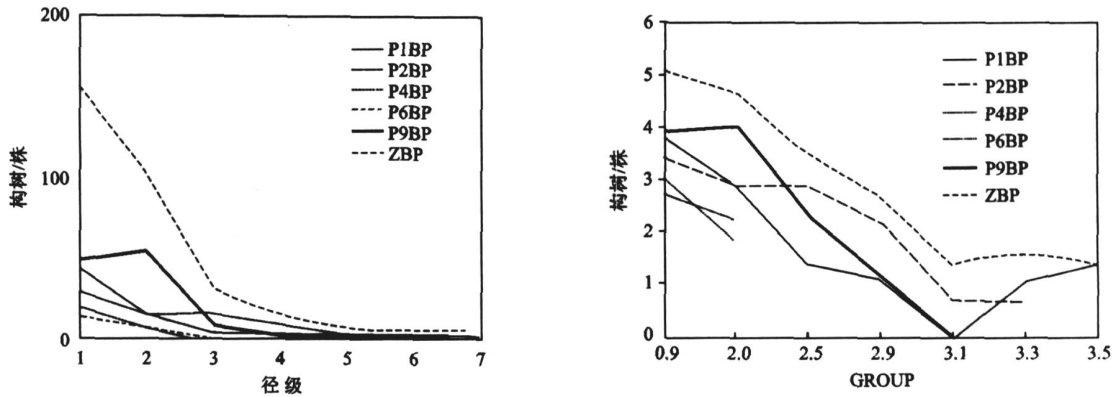 200
100
0
构树/株
P1BP
P2BP
P4BP
P6BP
P9BP
ZBP
1 2 3 4 5 6 7
径级
6
5
4
3
2
1
0
构树/株
P1BP
P2BP
P4BP
P6BP
P9BP
ZBP
0.9 2.0 2.5 2.9 3.1 3.3 3.5
GROUP